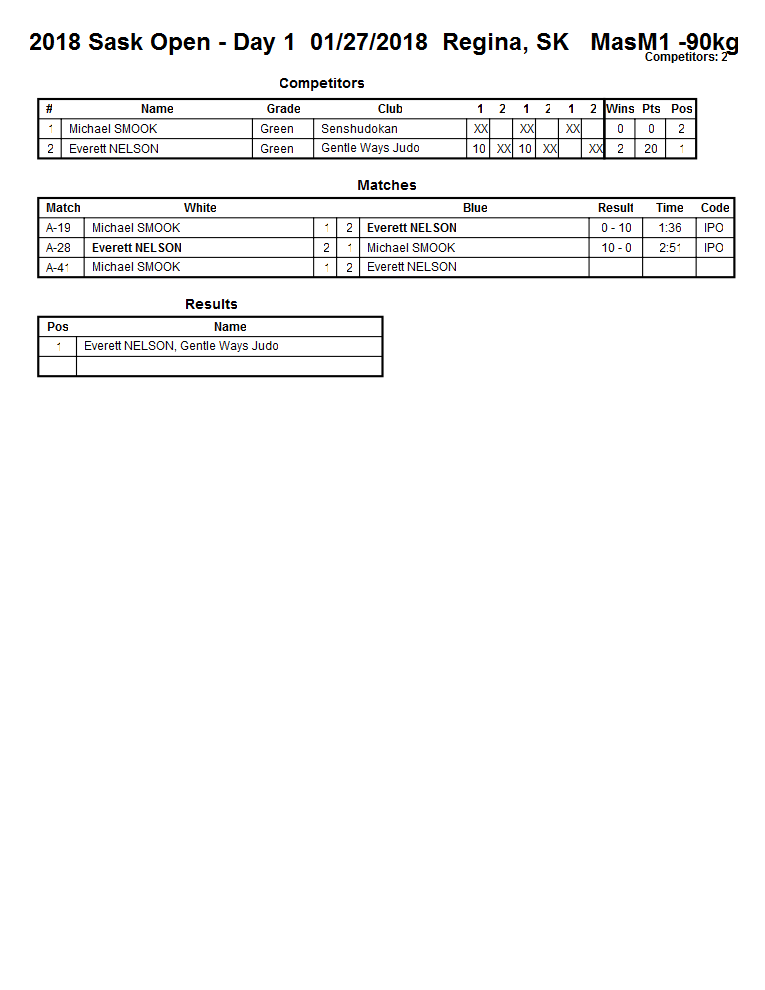 2018 Sask Open - Day 1 01/27/2018 Regina, SK MasM1 -90kg
Competitors: 2
Competitors
# Name Grade Club 1 2 1 2 1 2 Wins Pts Pos
1 Michael SMOOK Green Senshudokan XX XX XX 0 0 2
2 Everett NELSON Green Gentle Ways Judo 10 XX 10 XX XX 2 20 1
Matches
Match White Blue Result Time Code
A-19 Michael SMOOK 1 2 Everett NELSON 0 - 10 1:36 IPO
A-28 Everett NELSON 2 1 Michael SMOOK 10 - 0 2:51 IPO
A-41 Michael SMOOK 1 2 Everett NELSON
Results
Pos Name
1 Everett NELSON, Gentle Ways Judo